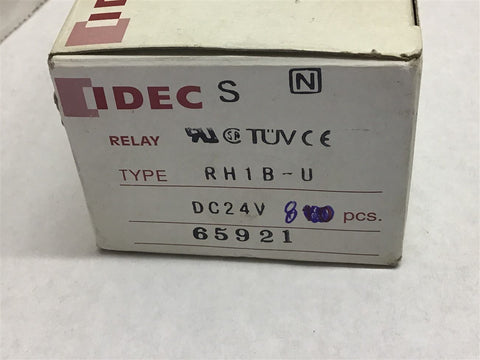 IDEC S N
RELAY TÜV CE
TYPE RH1B-U
DC24V 8 pcs.
65921